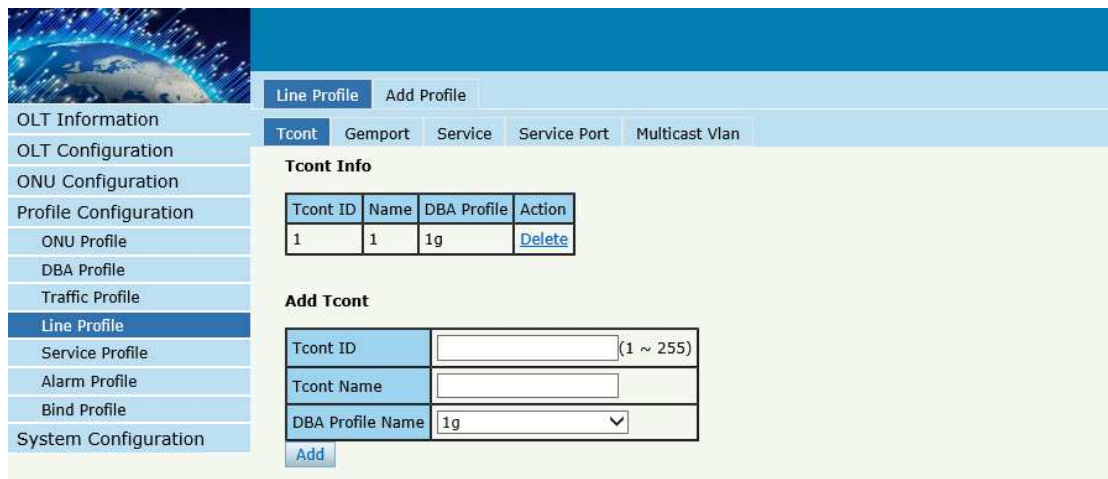 Line Profile Add Profile
OLT Information
OLT Configuration
ONU Configuration
Profile Configuration
ONU Profile
DBA Profile
Traffic Profile
Line Profile
Service Profile
Alarm Profile
Bind Profile
System Configuration
Tcont Gemport Service Service Port Multicast Vlan
Tcont Info
Tcont ID Name DBA Profile Action
1 1 1g Delete
Add Tcont
Tcont ID (1 ~ 255)
Tcont Name
DBA Profile Name 1g
Add